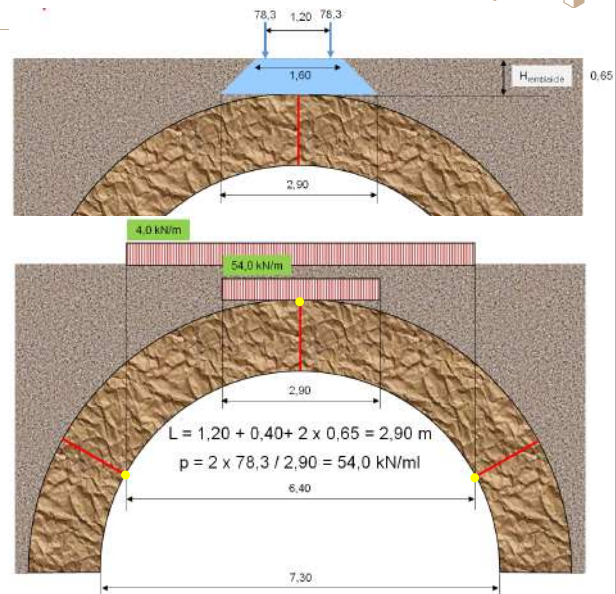 78,3 1,20 78,3
1,60
Hremblaide 0,65
2,90
4,0 kN/m
54,0 kN/m
2,90
L = 1,20 + 0,40+ 2 x 0,65 = 2,90 m
p = 2 x 78,3 / 2,90 = 54,0 kN/ml
6,40
7,30